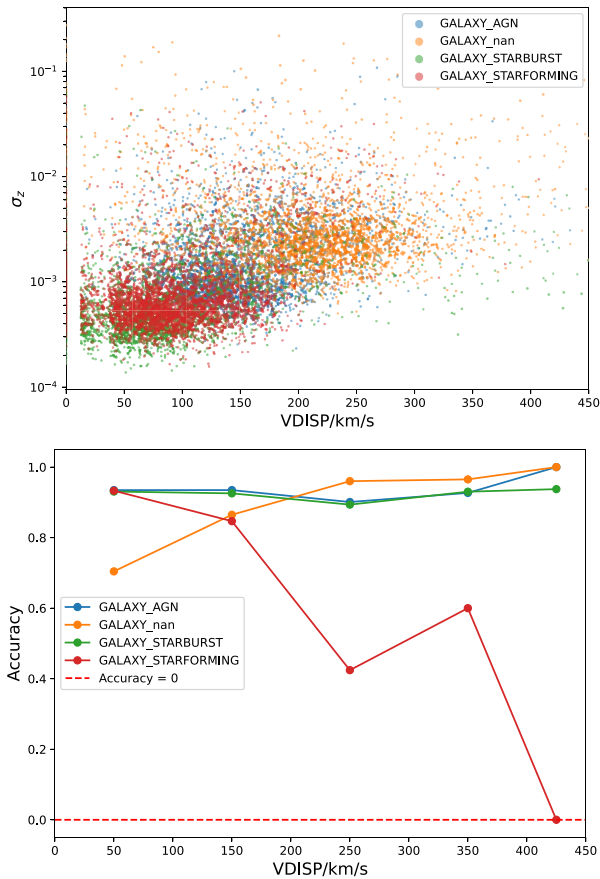 GALAXY_AGN
GALAXY_nan
GALAXY_STARBURST
GALAXY_STARFORMING
10⁻¹
10⁻²
10⁻³
10⁻⁴
σz
0 50 100 150 200 250 300 350 400 450
VDISP/km/s
1.0
0.8
0.6
0.4
0.2
0.0
Accuracy
GALAXY_AGN
GALAXY_nan
GALAXY_STARBURST
GALAXY_STARFORMING
Accuracy = 0
0 50 100 150 200 250 300 350 400 450
VDISP/km/s